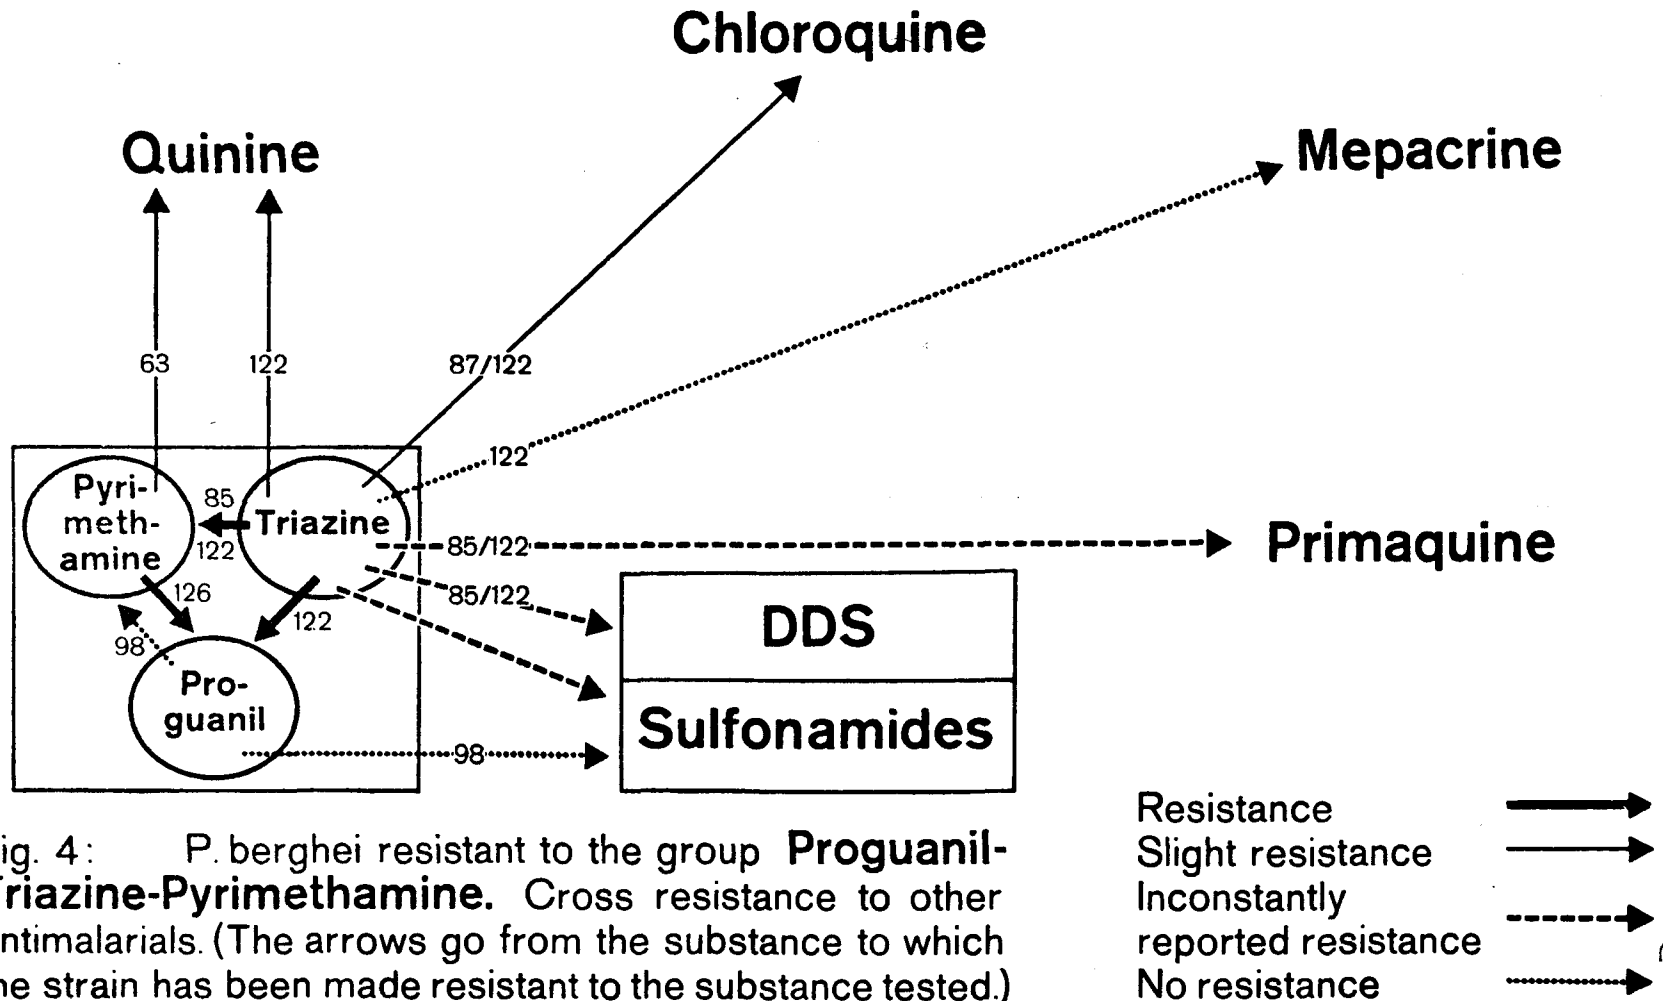 Chloroquine
Quinine
Mepacrine
63
122
87/122
122
Pyri-
meth-
amine
85
122
Triazine
85/122
Primaquine
85/122
DDS
126
122
98
Pro-
guanil
Sulfonamides
98
Resistance
Slight resistance
Inconstantly
reported resistance
No resistance
ig. 4: P. berghei resistant to the group Proguanil-
riazine-Pyrimethamine. Cross resistance to other
ntimalarials. (The arrows go from the substance to which
he strain has been made resistant to the substance tested.)